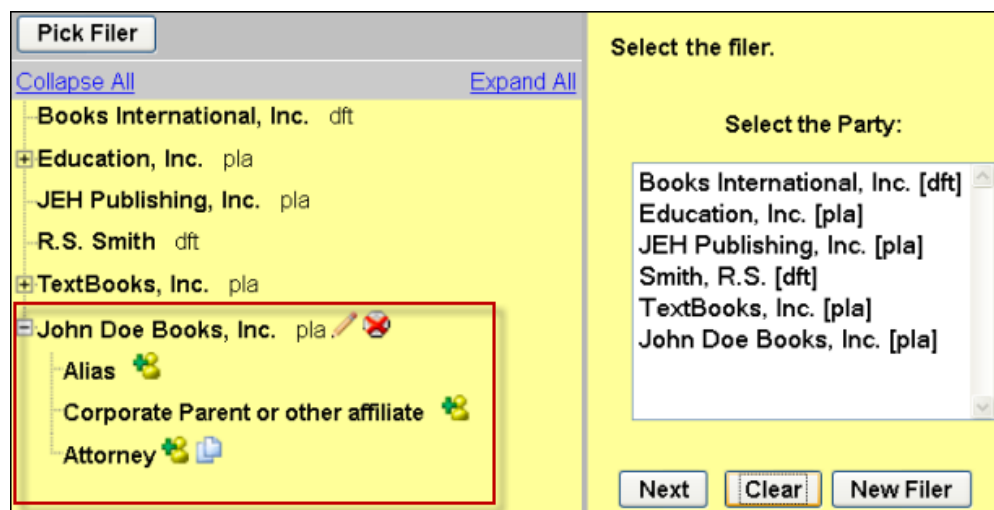 Pick Filer
Collapse All Expand All
Books International, Inc. dft
Education, Inc. pla
JEH Publishing, Inc. pla
R.S. Smith dft
TextBooks, Inc. pla
John Doe Books, Inc. pla
Alias
Corporate Parent or other affiliate
Attorney
Select the filer.
Select the Party:
Books International, Inc. [dft]
Education, Inc. [pla]
JEH Publishing, Inc. [pla]
Smith, R.S. [dft]
TextBooks, Inc. [pla]
John Doe Books, Inc. [pla]
Next Clear New Filer